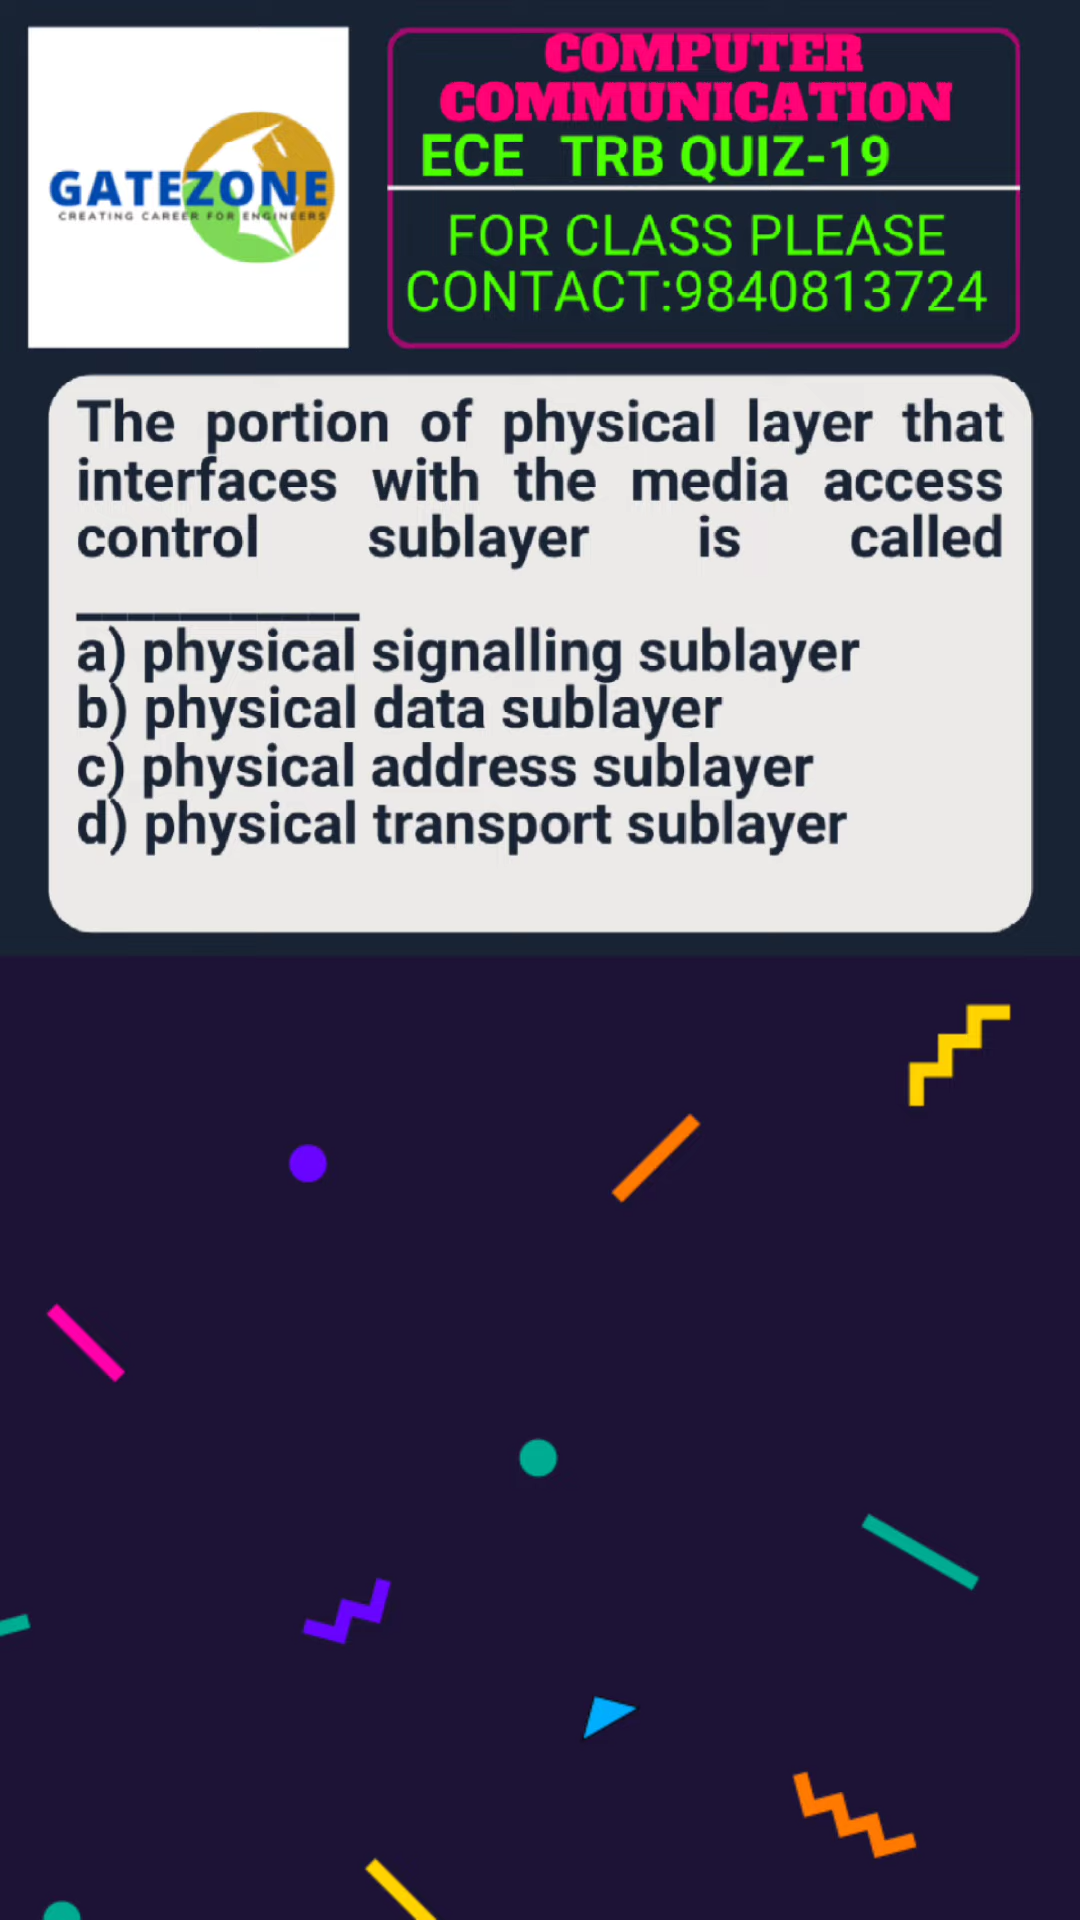 GATEZONE
CREATING CAREER FOR ENGINEERS
COMPUTER
COMMUNICATION
ECE TRB QUIZ-19
FOR CLASS PLEASE
CONTACT:9840813724
The portion of physical layer that
interfaces with the media access
control sublayer is called
___________
a) physical signalling sublayer
b) physical data sublayer
c) physical address sublayer
d) physical transport sublayer